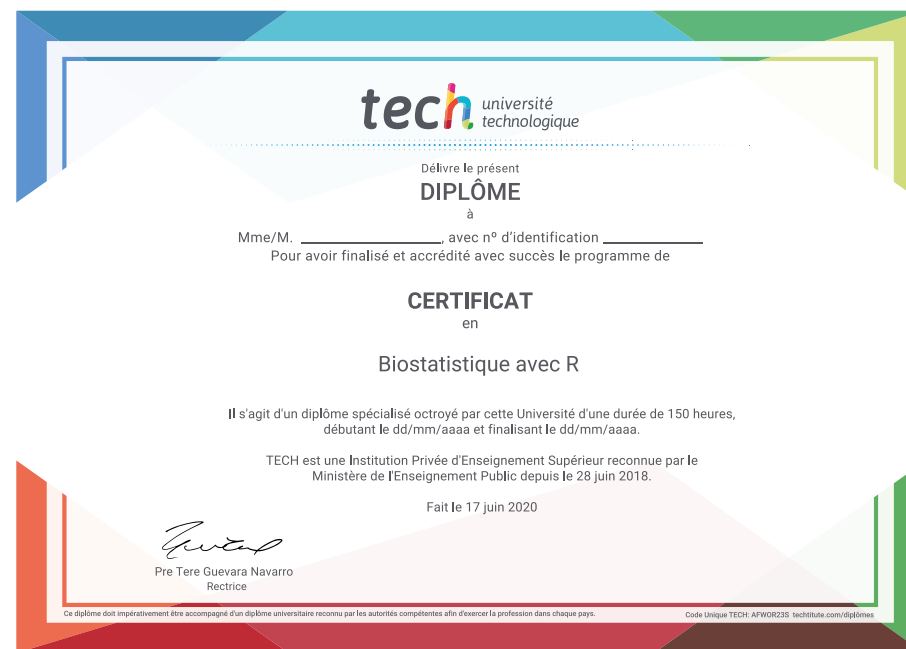 tech université
technologique
Délivre le présent
DIPLÔME
à
Mme/M. ____________________, avec nº d'identification ______________
Pour avoir finalisé et accrédité avec succès le programme de
CERTIFICAT
en
Biostatistique avec R
Il s'agit d'un diplôme spécialisé octroyé par cette Université d'une durée de 150 heures,
débutant le dd/mm/aaaa et finalisant le dd/mm/aaaa.
TECH est une Institution Privée d'Enseignement Supérieur reconnue par le
Ministère de l'Enseignement Public depuis le 28 juin 2018.
Fait le 17 juin 2020
Pre Tere Guevara Navarro
Rectrice
Ce diplôme doit impérativement être accompagné d'un diplôme universitaire reconnu par les autorités compétentes afin d'exercer la profession dans chaque pays.
Code Unique TECH: AFWOR23S techtitute.com/diplômes